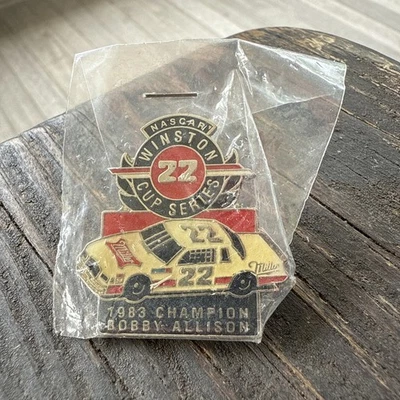 NASCAR
WINSTON
22
CUP SERIES
22
22
Miller
1983 CHAMPION
BOBBY ALLISON